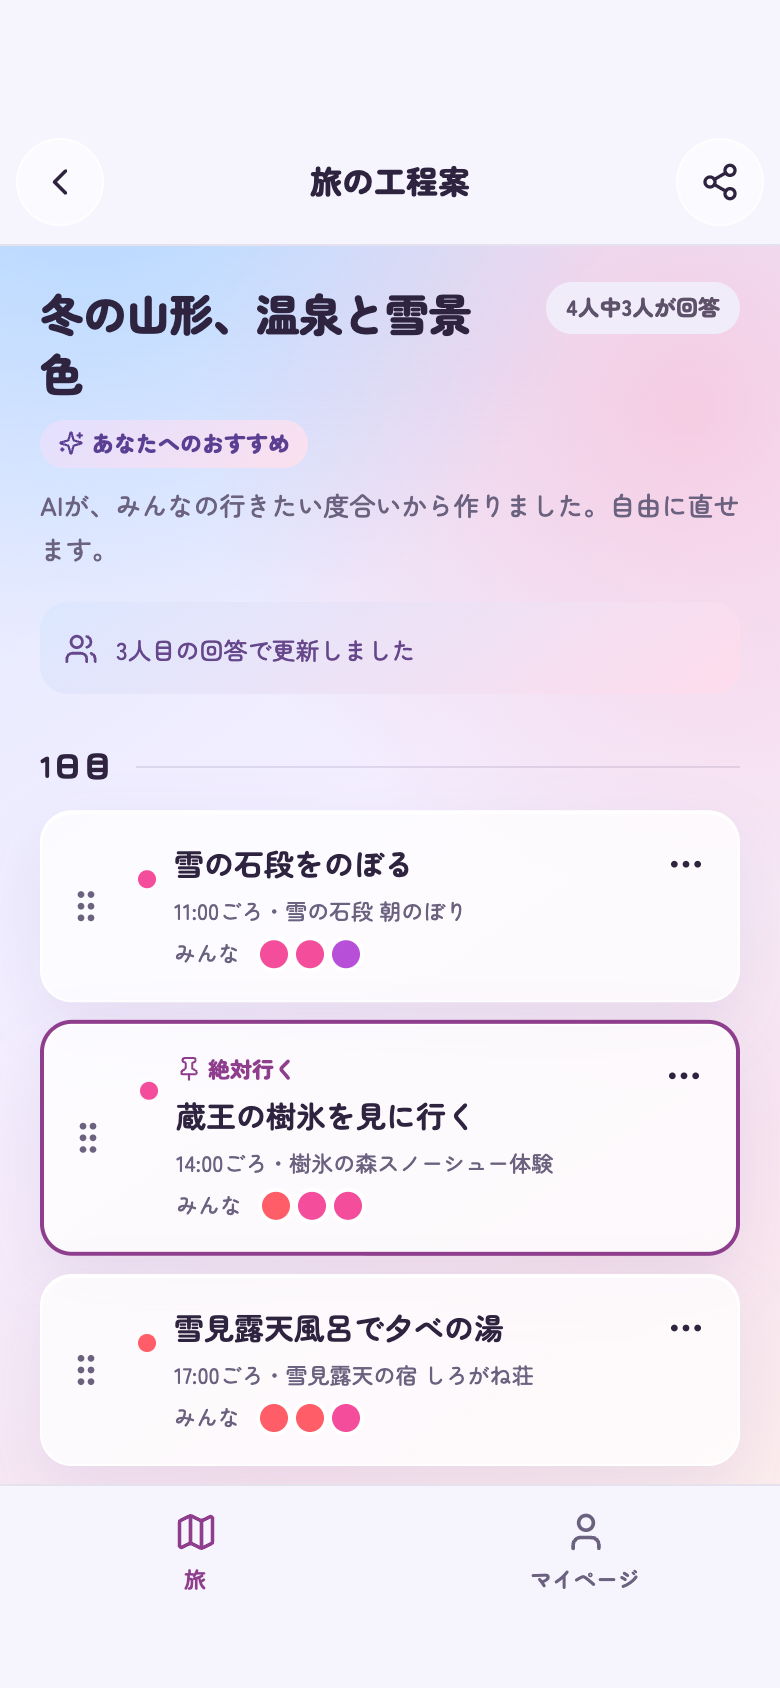 旅の工程案
冬の山形、温泉と雪景
色
4人中3人が回答
あなたへのおすすめ
AIが、みんなの行きたい度合いから作りました。自由に直せ
ます。
3人目の回答で更新しました
1日目
雪の石段をのぼる
11:00ごろ・雪の石段 朝のぼり
みんな
絶対行く
蔵王の樹氷を見に行く
14:00ごろ・樹氷の森スノーシュー体験
みんな
雪見露天風呂で夕べの湯
17:00ごろ・雪見露天の宿 しろがね荘
みんな
旅
マイページ